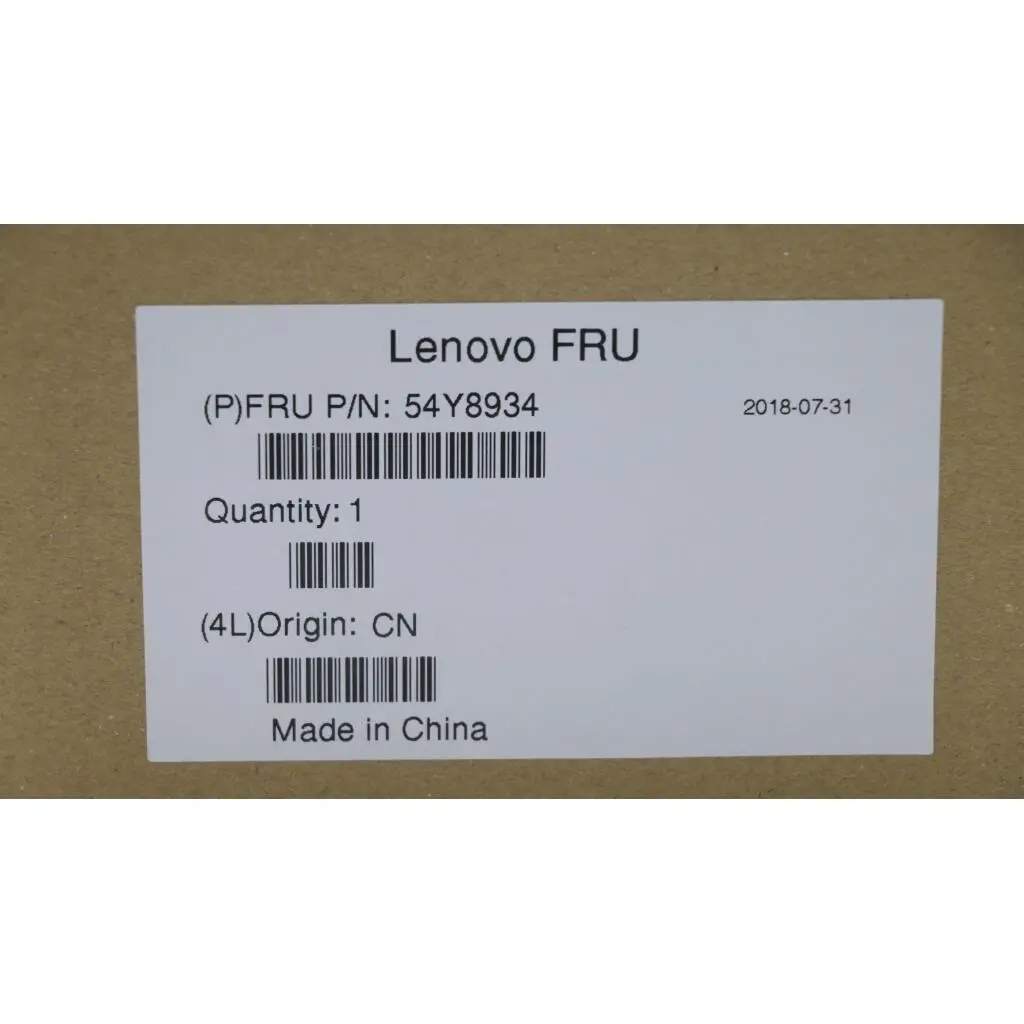 Lenovo FRU
(P)FRU P/N: 54Y8934 2018-07-31
Quantity: 1
(4L)Origin: CN
Made in China